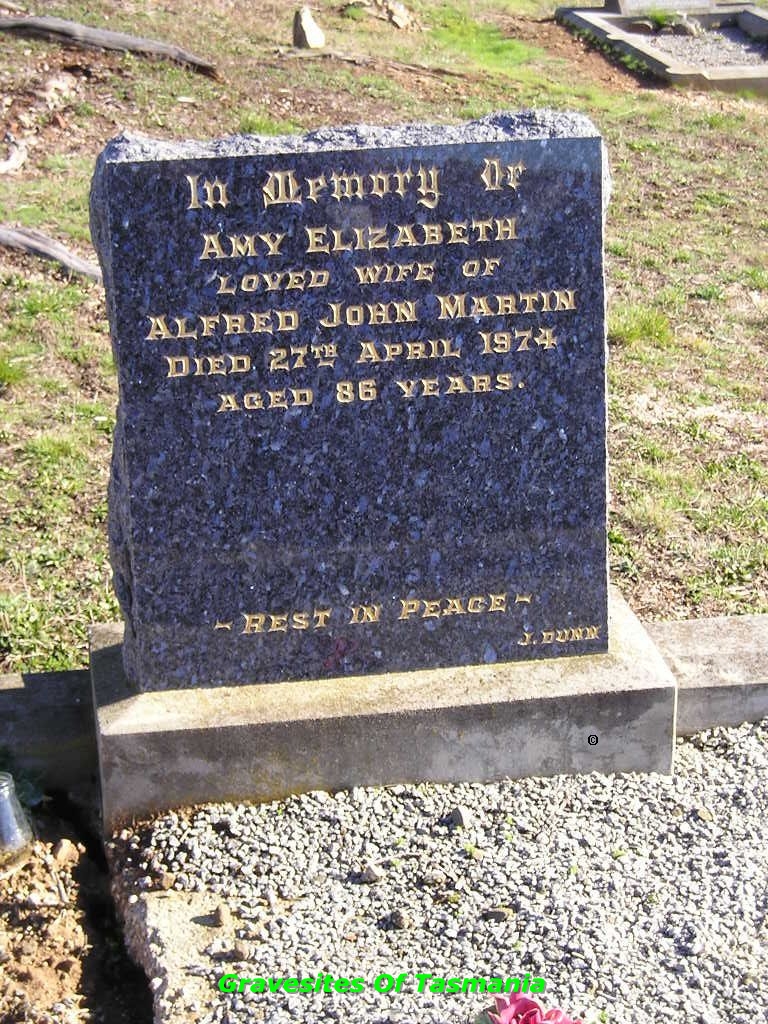 In Memory Of
AMY ELIZABETH
LOVED WIFE OF
ALFRED JOHN MARTIN
DIED 27TH APRIL 1974
AGED 86 YEARS.
- REST IN PEACE -
J. DUNN
©
Gravesites Of Tasmania